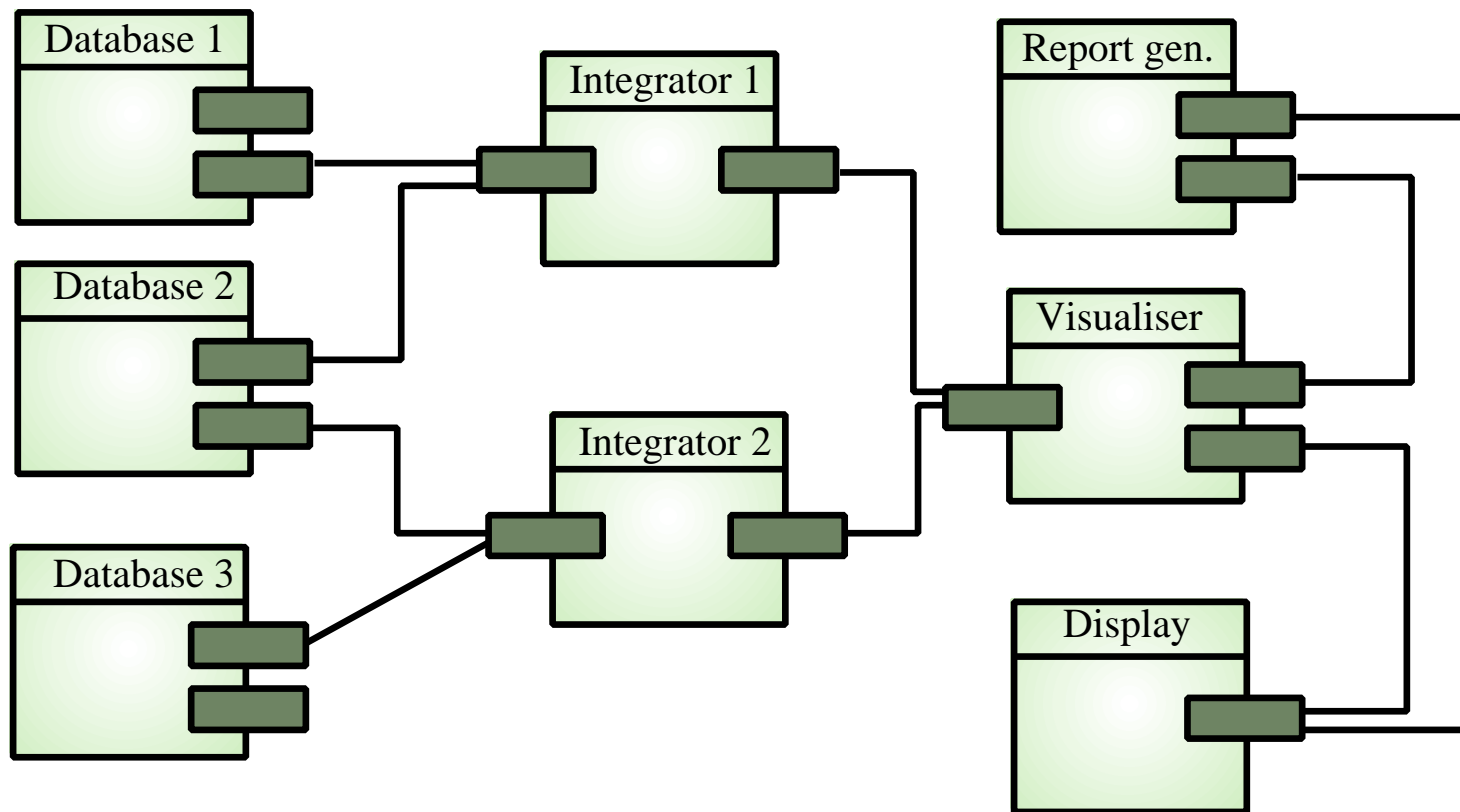 Database 1
Integrator 1
Report gen.
Database 2
Visualiser
Integrator 2
Database 3
Display